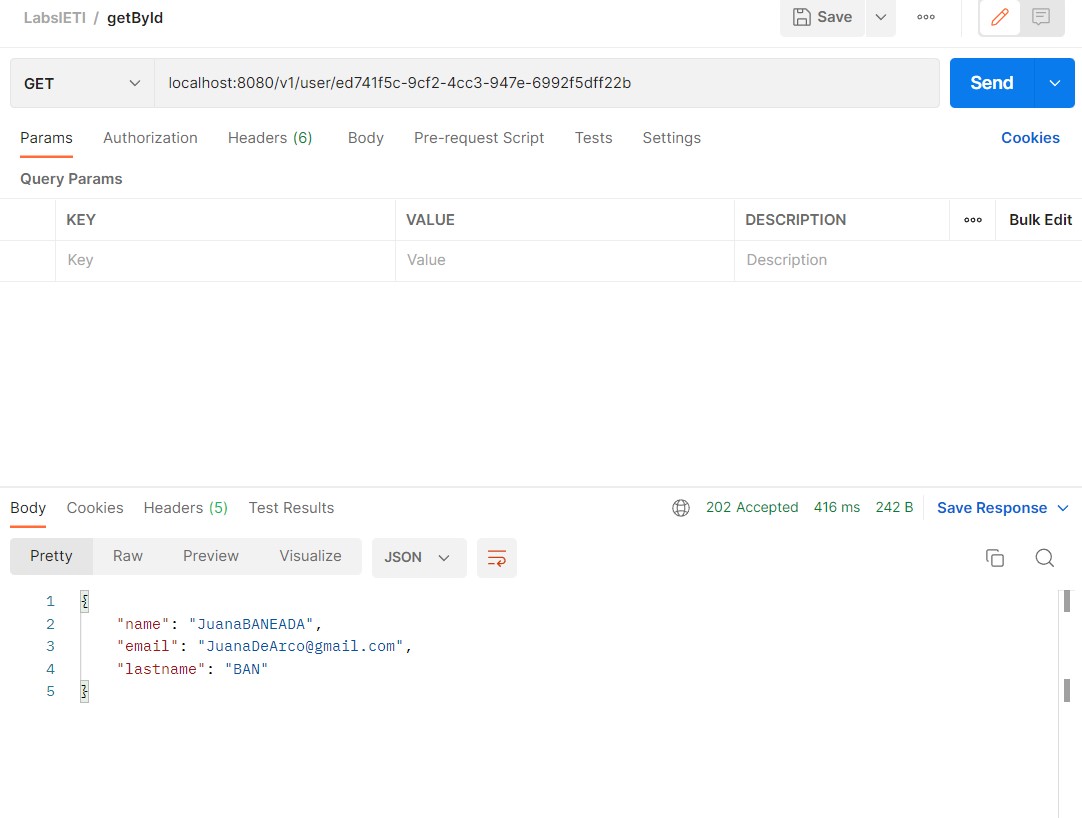 LabsIETI / getById
Save
GET
localhost:8080/v1/user/ed741f5c-9cf2-4cc3-947e-6992f5dff22b
Send
Params Authorization Headers (6) Body Pre-request Script Tests Settings Cookies
Query Params
KEY VALUE DESCRIPTION Bulk Edit
Key Value Description
Body Cookies Headers (5) Test Results 202 Accepted 416 ms 242 B Save Response
Pretty Raw Preview Visualize JSON
1 {
2 "name": "JuanaBANEADA",
3 "email": "JuanaDeArco@gmail.com",
4 "lastname": "BAN"
5 }